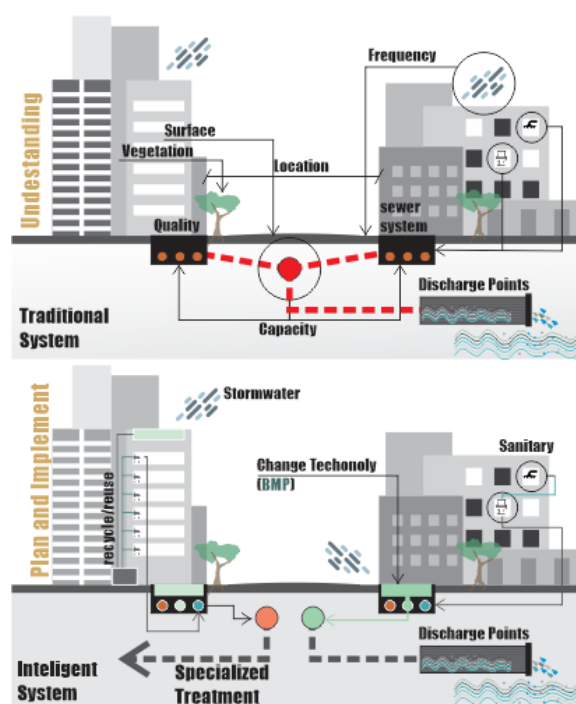 Undestanding
Frequency
Surface
Vegetation
Location
Quality
sewer
system
Discharge Points
Traditional
System
Capacity
Plan and Implement
Stormwater
Sanitary
Change Techonoly
(BMP)
recycle/reuse
Discharge Points
Inteligent
System
Specialized
Treatment